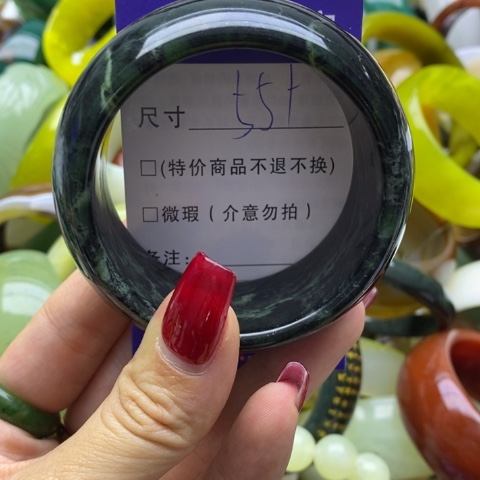 尺寸 55+
□(特价商品不退不换)
□微瑕(介意勿拍)
备注: